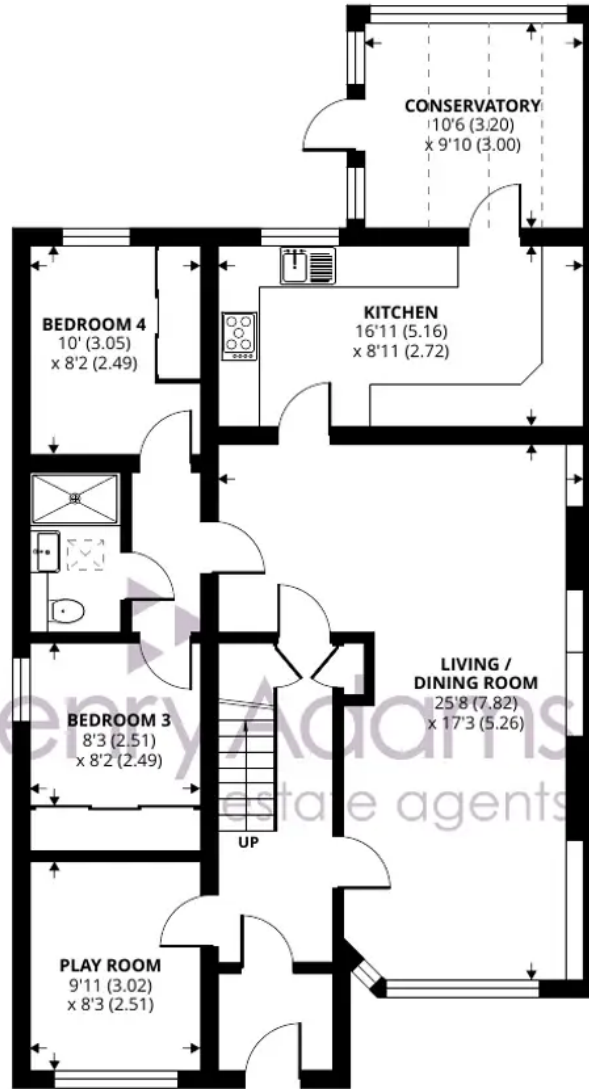 CONSERVATORY
10'6 (3.20)
x 9'10 (3.00)
BEDROOM 4
10' (3.05)
x 8'2 (2.49)
KITCHEN
16'11 (5.16)
x 8'11 (2.72)
LIVING /
DINING ROOM
25'8 (7.82)
x 17'3 (5.26)
BEDROOM 3
8'3 (2.51)
x 8'2 (2.49)
enry Adams
estate agents
UP
PLAY ROOM
9'11 (3.02)
x 8'3 (2.51)